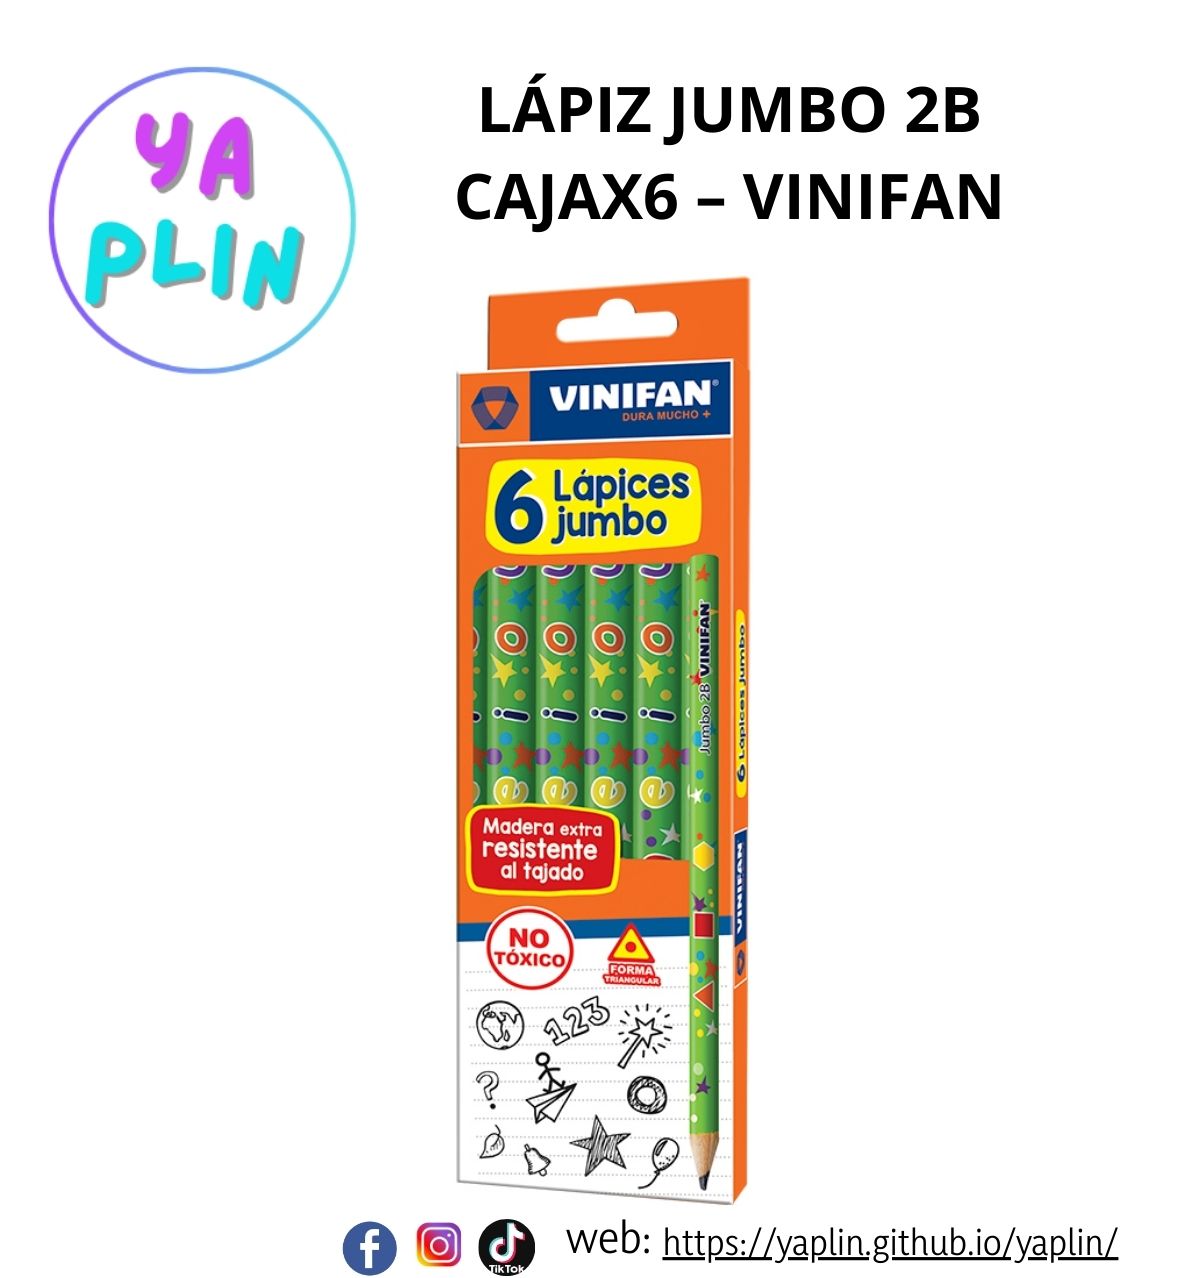 YA
PLIN
LÁPIZ JUMBO 2B
CAJAX6 – VINIFAN
VINIFAN®
DURA MUCHO +
6 Lápices
jumbo
u u u u
o o o o o
i i i i i
e e e e e
Jumbo 2B VINIFAN
6 Lápices jumbo
VINIFAN
Madera extra
resistente
al tajado
NO
TÓXICO
FORMA
TRIANGULAR
123
?
TikTok
web: https://yaplin.github.io/yaplin/